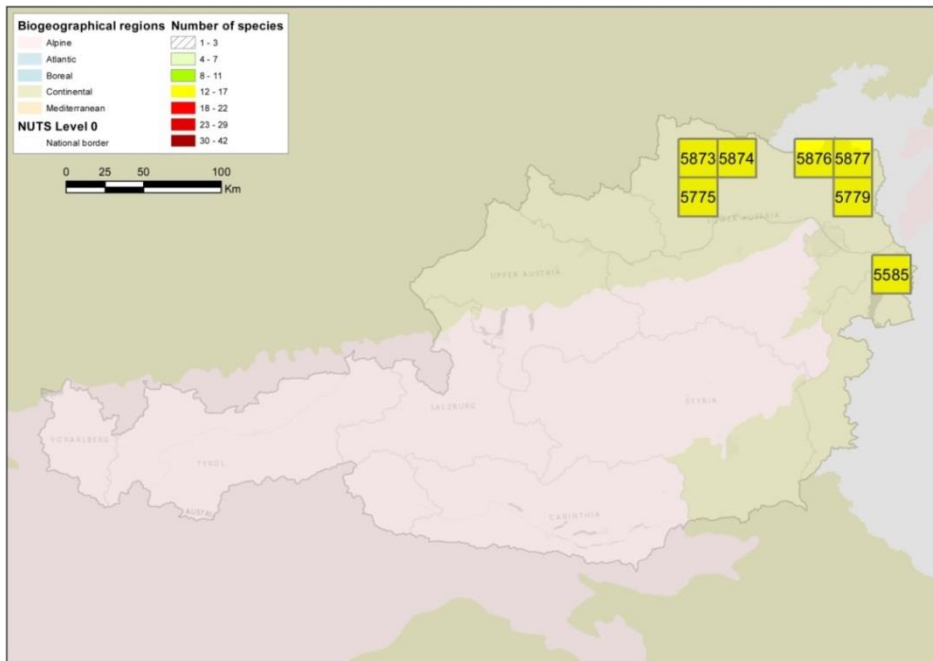 Biogeographical regions Number of species
Alpine 1 - 3
Atlantic 4 - 7
Boreal 8 - 11
Continental 12 - 17
Mediterranean 18 - 22
NUTS Level 0 23 - 29
National border 30 - 42
0 25 50 100
Km
5873 5874 5876 5877
5775 5779
LOWER AUSTRIA
5585
UPPER AUSTRIA
SALZBURG
STYRIA
VORARLBERG
TYROL
CARINTHIA